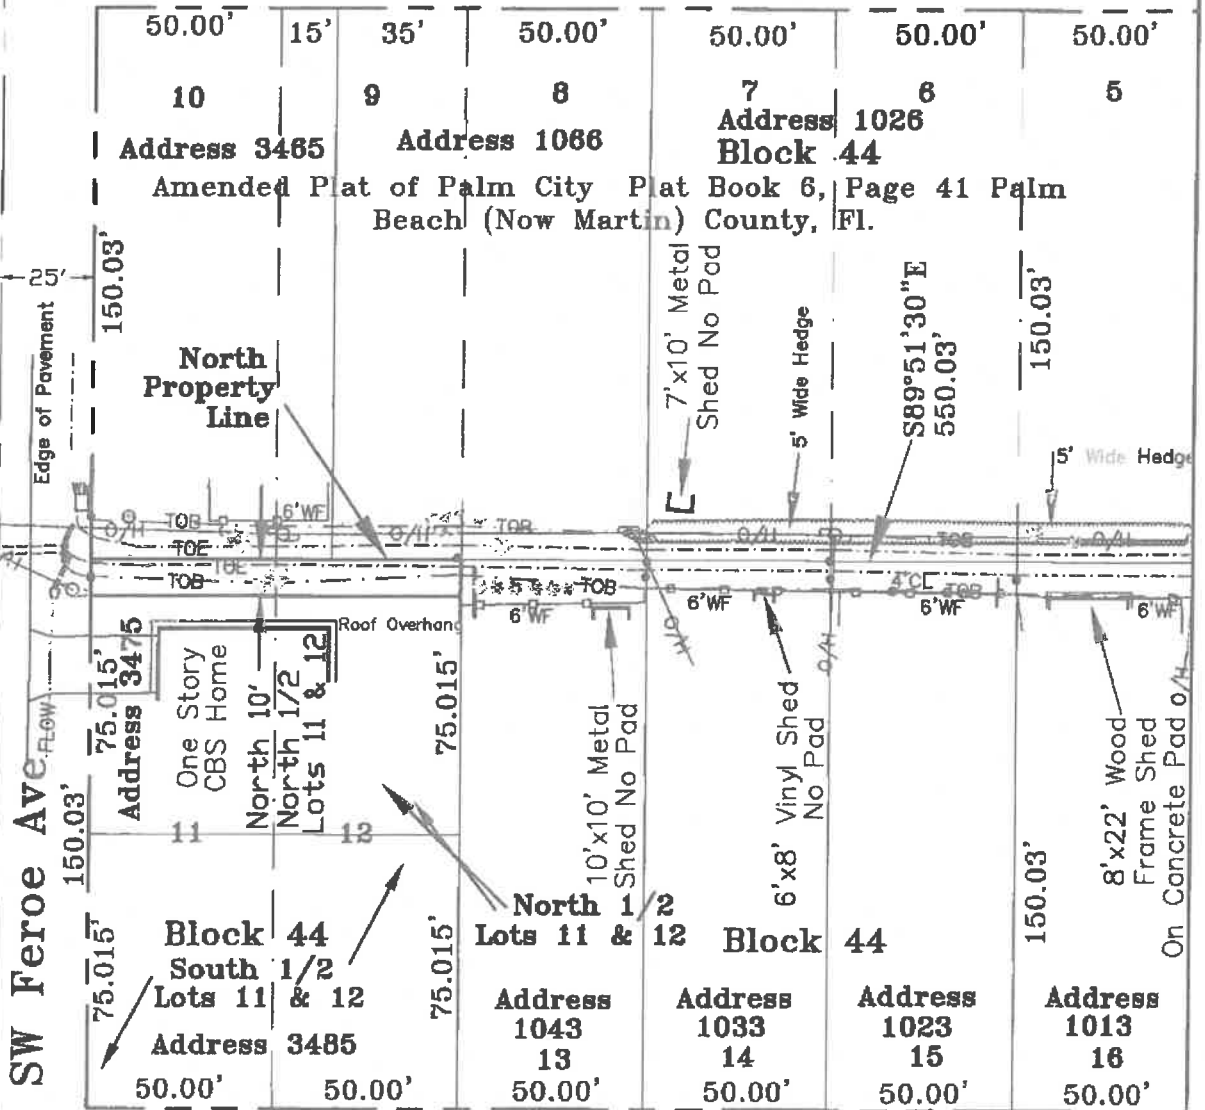 50.00'
15'
35'
50.00'
50.00'
50.00'
50.00'
10
9
8
7
6
5
Address 3465
Address 1066
Address 1026
Block 44
Amended Plat of Palm City Plat Book 6, Page 41 Palm
Beach (Now Martin) County, Fl.
25'
150.03'
Edge of Pavement
North
Property
Line
7'x10' Metal
Shed No Pad
5' Wide Hedge
S89°51'30"E
550.03'
150.03'
5' Wide Hedge
TOB
6'WF
O/H
O/H
TOB
O/H
TOB
O/H
TOE
TOE
TOB
TOB
6'WF
6'WF
4'C
TOB
6'WF
6'WF
Roof Overhang
O/H
O/H
O/H
75.015'
Address 3475
One Story
CBS Home
North 10'
North 1/2
Lots 11 & 12
75.015'
FLOW
10'x10' Metal
Shed No Pad
6'x8' Vinyl Shed
No Pad
8'x22' Wood
Frame Shed
On Concrete Pad
SW Feroe Ave
150.03'
11
12
North 1/2
Lots 11 & 12
150.03'
75.015'
Block 44
South 1/2
Lots 11 & 12
Address 3485
75.015'
Block 44
Address
1043
13
Address
1033
14
Address
1023
15
Address
1013
16
50.00'
50.00'
50.00'
50.00'
50.00'
50.00'